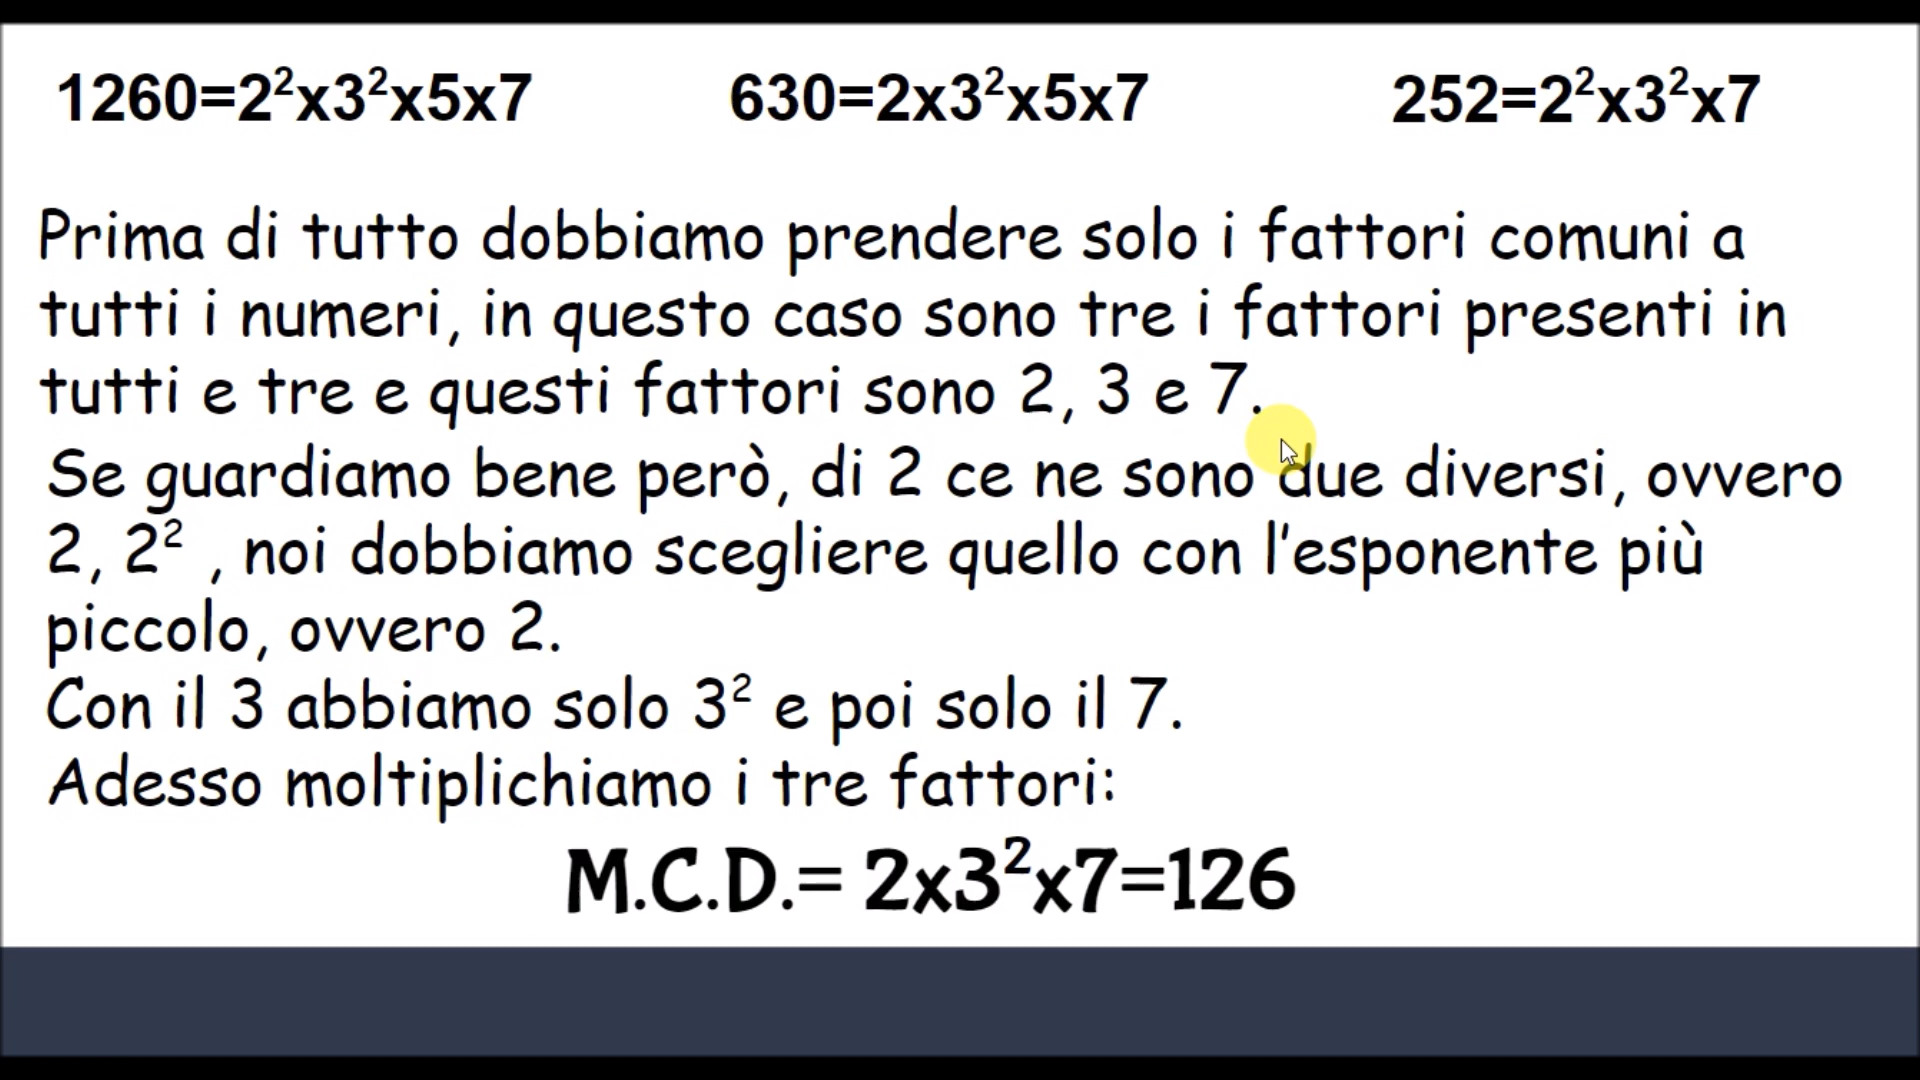 1260=2²x3²x5x7 630=2x3²x5x7 252=2²x3²x7
Prima di tutto dobbiamo prendere solo i fattori comuni a
tutti i numeri, in questo caso sono tre i fattori presenti in
tutti e tre e questi fattori sono 2, 3 e 7.
Se guardiamo bene però, di 2 ce ne sono due diversi, ovvero
2, 2² , noi dobbiamo scegliere quello con l'esponente più
piccolo, ovvero 2.
Con il 3 abbiamo solo 3² e poi solo il 7.
Adesso moltiplichiamo i tre fattori:
M.C.D.= 2x3²x7=126